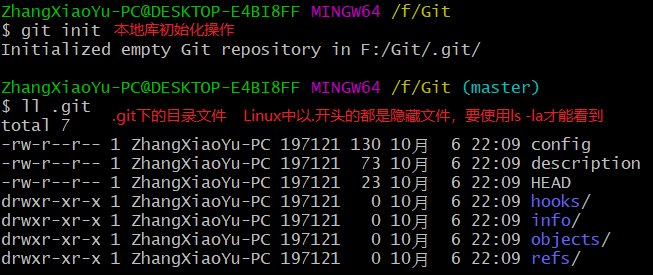 ZhangXiaoYu-PC@DESKTOP-E4BI8FF MINGW64 /f/Git
$ git init 本地库初始化操作
Initialized empty Git repository in F:/Git/.git/
ZhangXiaoYu-PC@DESKTOP-E4BI8FF MINGW64 /f/Git (master)
$ ll .git
total 7 .git下的目录文件 Linux中以.开头的都是隐藏文件，要使用ls -la才能看到
-rw-r--r-- 1 ZhangXiaoYu-PC 197121 130 10月  6 22:09 config
-rw-r--r-- 1 ZhangXiaoYu-PC 197121  73 10月  6 22:09 description
-rw-r--r-- 1 ZhangXiaoYu-PC 197121  23 10月  6 22:09 HEAD
drwxr-xr-x 1 ZhangXiaoYu-PC 197121   0 10月  6 22:09 hooks/
drwxr-xr-x 1 ZhangXiaoYu-PC 197121   0 10月  6 22:09 info/
drwxr-xr-x 1 ZhangXiaoYu-PC 197121   0 10月  6 22:09 objects/
drwxr-xr-x 1 ZhangXiaoYu-PC 197121   0 10月  6 22:09 refs/